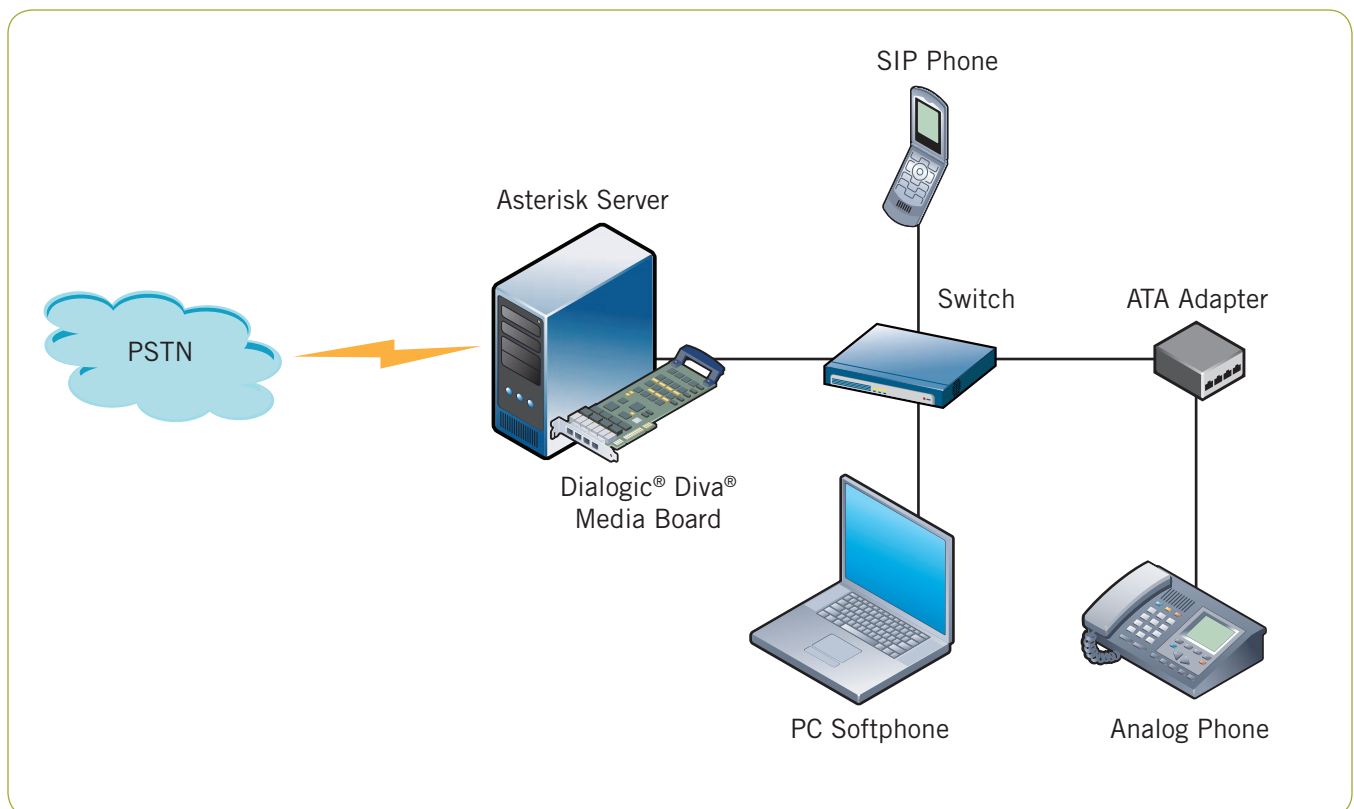 SIP Phone
Asterisk Server
Switch
ATA Adapter
PSTN
Dialogic® Diva®
Media Board
PC Softphone
Analog Phone